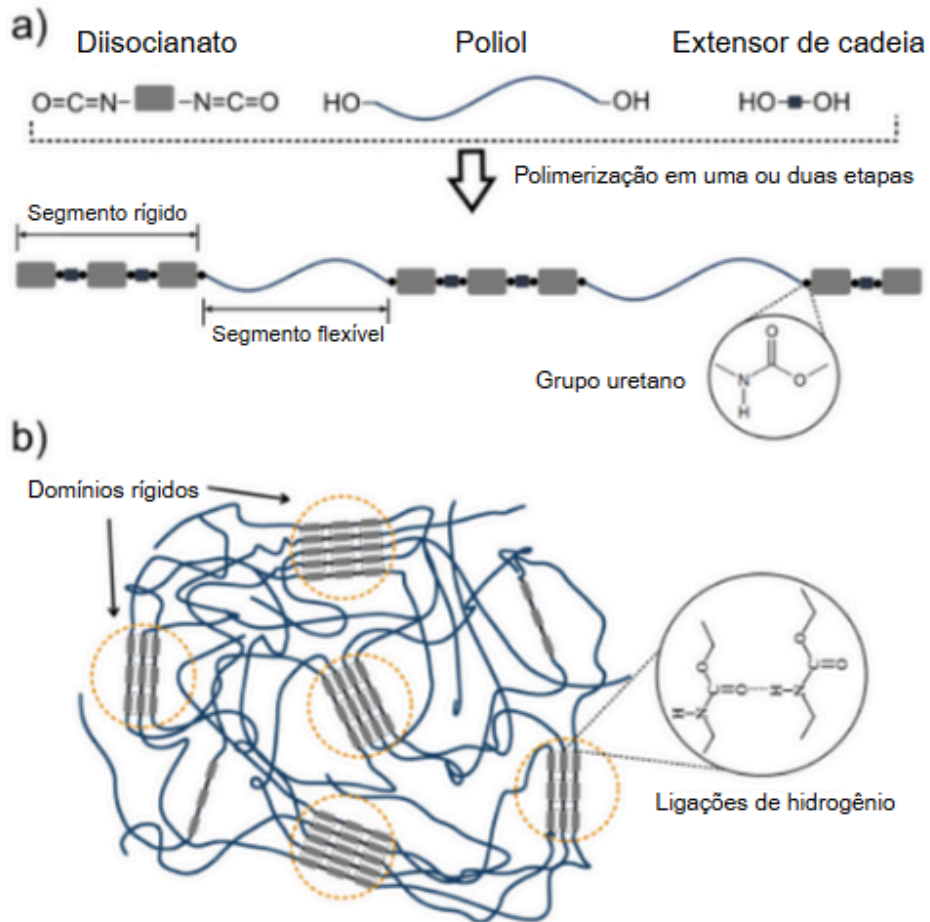 a)
Diisocianato
Poliol
Extensor de cadeia
O=C=N
N=C=O
HO
OH
HO
OH
Polimerização em uma ou duas etapas
Segmento rígido
Segmento flexível
Grupo uretano
O
N
O
H
b)
Domínios rígidos
O
C=O
O
C=O
H-N
H-N
Ligações de hidrogênio